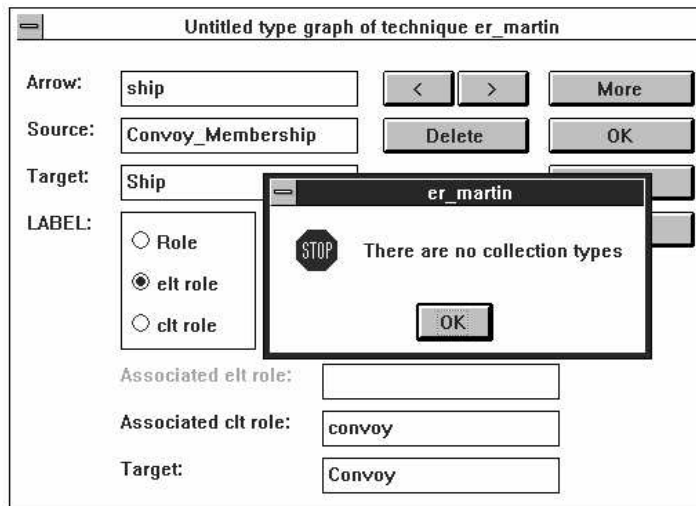 Untitled type graph of technique er_martin
Arrow: ship < > More
Source: Convoy_Membership Delete OK
Target: Ship
er_martin
LABEL:
Role
STOP There are no collection types
elt role
clt role
OK
Associated elt role:
Associated clt role: convoy
Target: Convoy